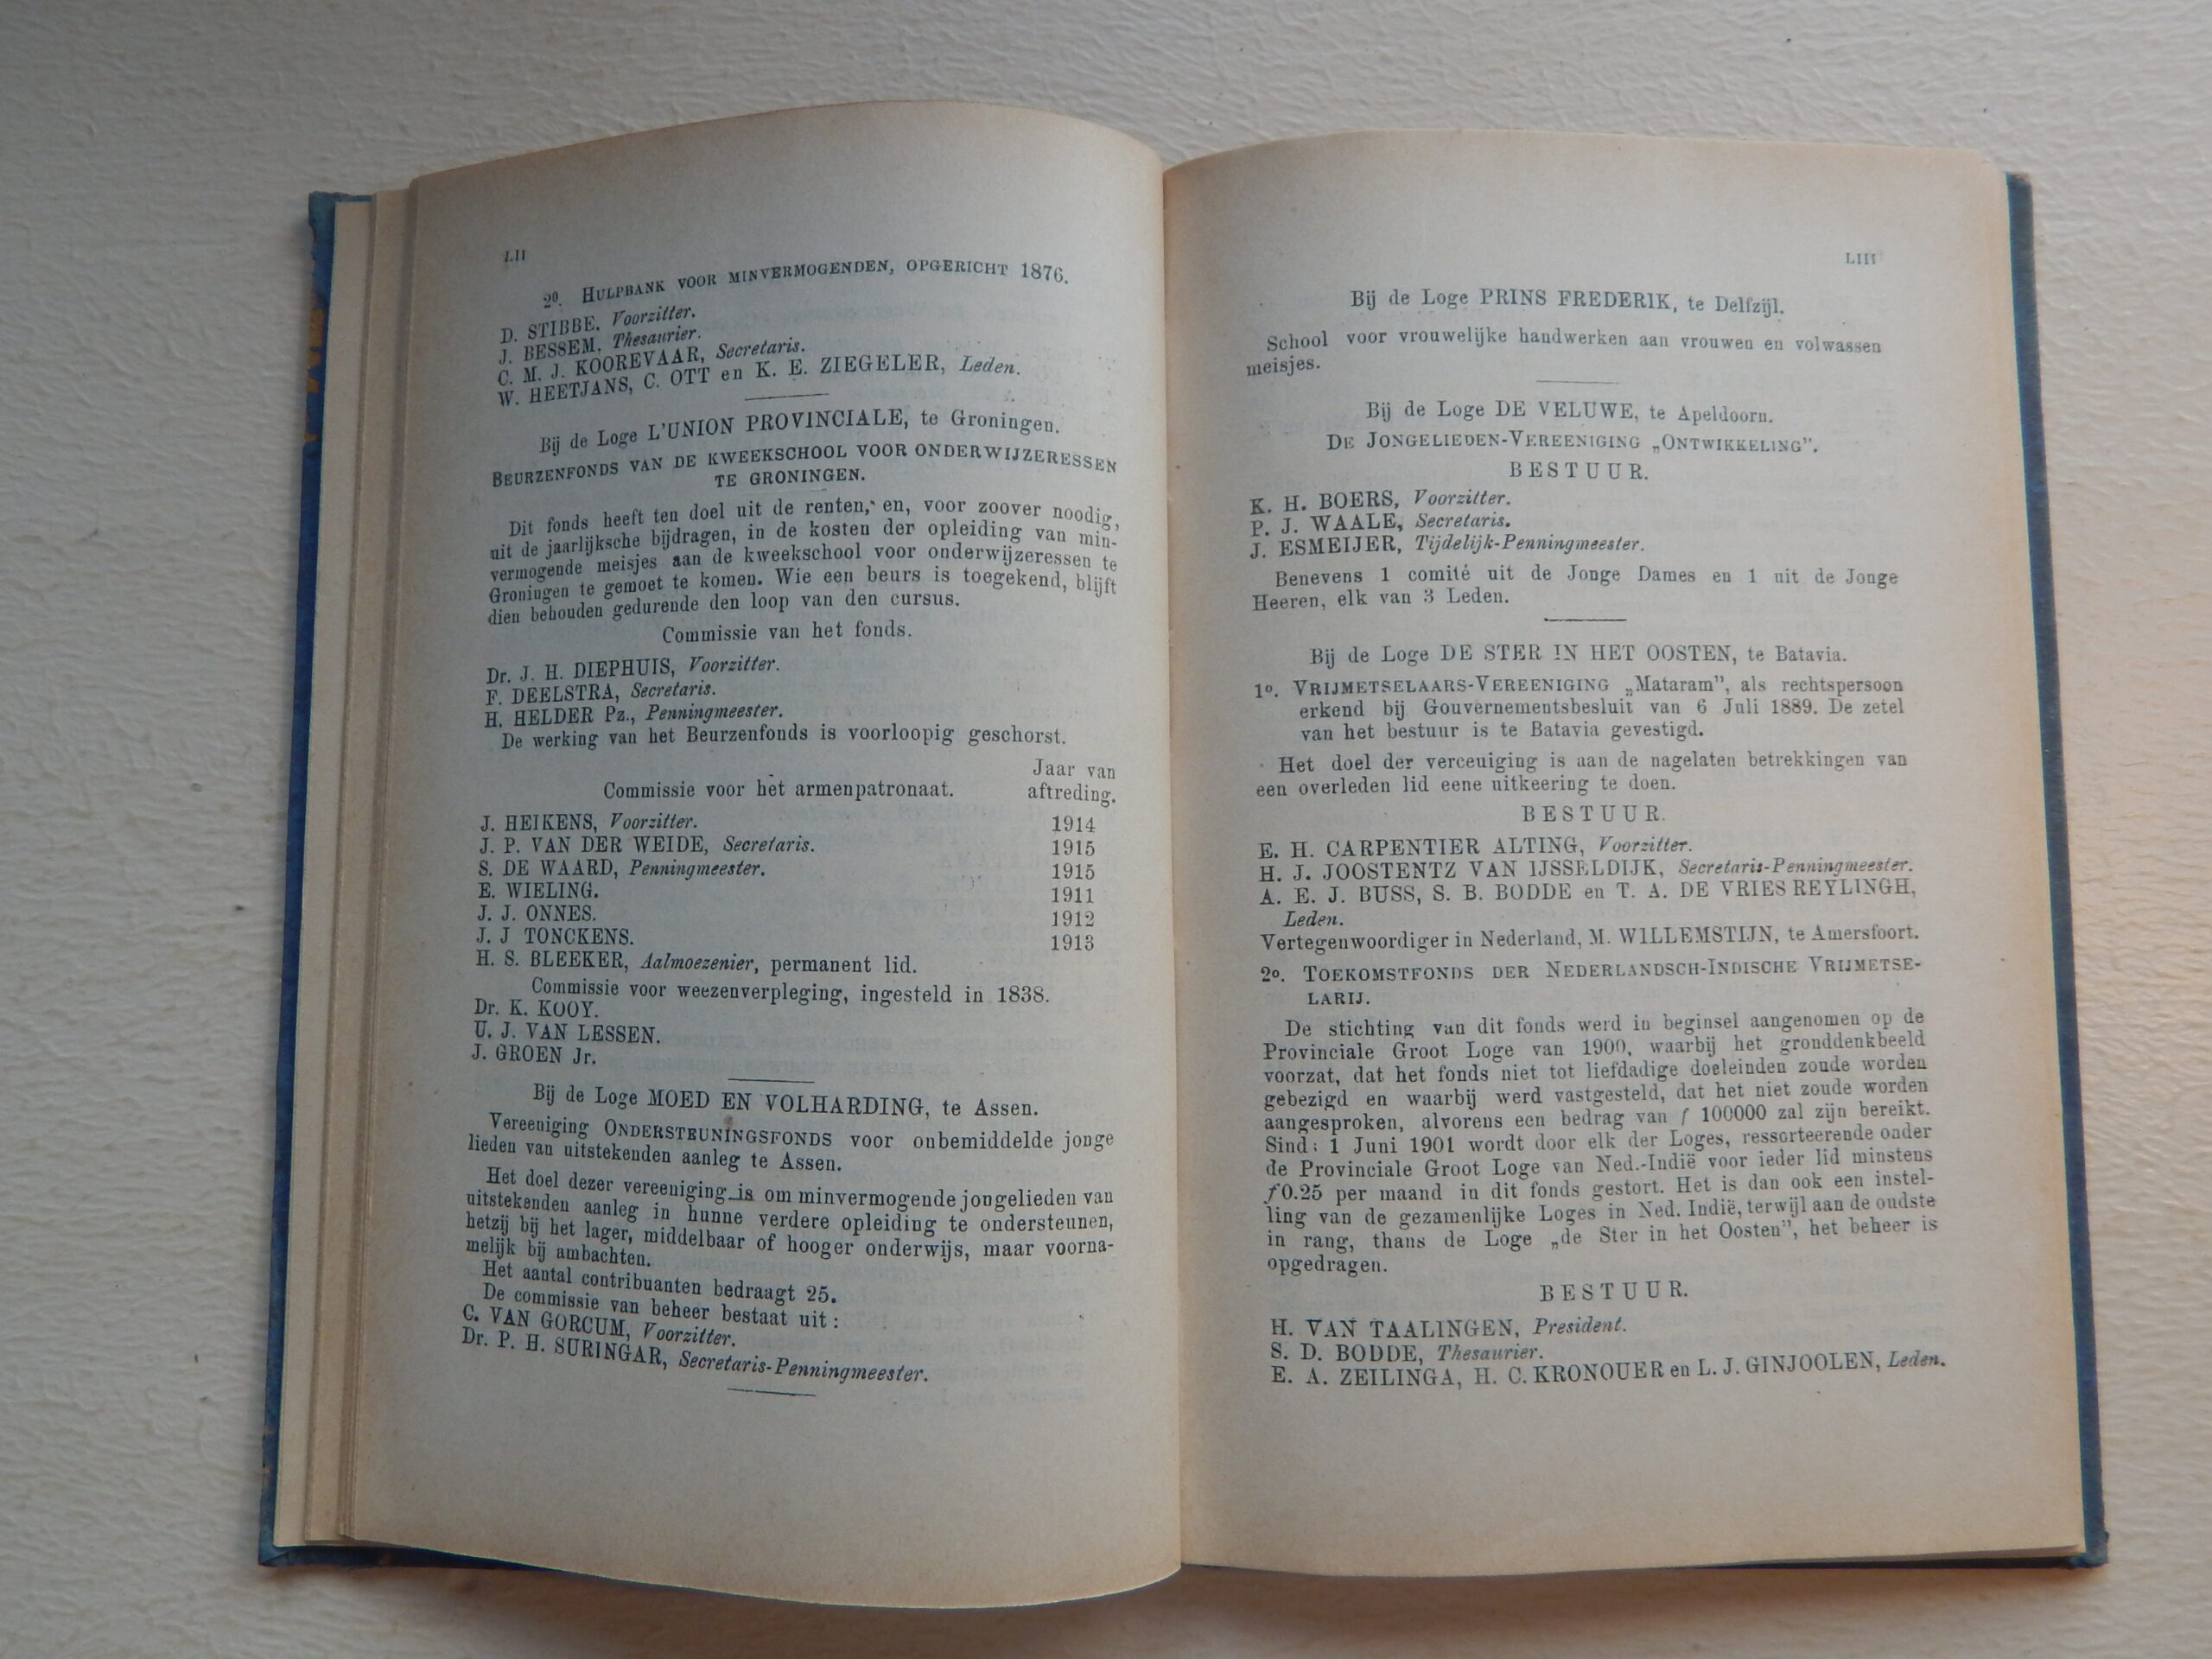 LII
2º. HULPBANK VOOR MINVERMOGENDEN, OPGERICHT 1876.
D. STIBBE, Voorzitter.
J. BESSEM, Thesaurier.
C. M. J. KOOREVAAR, Secretaris.
W. HEETJANS, C. OTT en K. E. ZIEGELER, Leden.
Bij de Loge L'UNION PROVINCIALE, te Groningen.
BEURZENFONDS VAN DE KWEEKSCHOOL VOOR ONDERWIJZERESSEN
TE GRONINGEN.
Dit fonds heeft ten doel uit de renten, en, voor zoover noodig,
uit de jaarlijksche bijdragen, in de kosten der opleiding van min-
vermogende meisjes aan de kweekschool voor onderwijzeressen te
Groningen te gemoet te komen. Wie een beurs is toegekend, blijft
dien behouden gedurende den loop van den cursus.
Commissie van het fonds.
Dr. J. H. DIEPHUIS, Voorzitter.
F. DEELSTRA, Secretaris.
H. HELDER Pz., Penningmeester.
De werking van het Beurzenfonds is voorloopig geschorst.
Jaar van
Commissie voor het armenpatronaat. aftreding.
J. HEIKENS, Voorzitter. 1914
J. P. VAN DER WEIDE, Secretaris. 1915
S. DE WAARD, Penningmeester. 1915
E. WIELING. 1911
J. J. ONNES. 1912
J. J TONCKENS. 1913
H. S. BLEEKER, Aalmoezenier, permanent lid.
Commissie voor weezenverpleging, ingesteld in 1838.
Dr. K. KOOY.
U. J. VAN LESSEN.
J. GROEN Jr.
Bij de Loge MOED EN VOLHARDING, te Assen.
Vereeniging ONDERSTEUNINGSFONDS voor onbemiddelde jonge
lieden van uitstekenden aanleg te Assen.
Het doel dezer vereeniging is om minvermogende jongelieden van
uitstekenden aanleg in hunne verdere opleiding te ondersteunen,
hetzij bij het lager, middelbaar of hooger onderwijs, maar voorna-
melijk bij ambachten.
Het aantal contribuanten bedraagt 25.
De commissie van beheer bestaat uit:
C. VAN GORCUM, Voorzitter.
Dr. P. H. SURINGAR, Secretaris-Penningmeester.
LIII
Bij de Loge PRINS FREDERIK, te Delfzijl.
School voor vrouwelijke handwerken aan vrouwen en volwassen
meisjes.
Bij de Loge DE VELUWE, te Apeldoorn.
DE JONGELIEDEN-VEREENIGING „ONTWIKKELING".
BESTUUR.
K. H. BOERS, Voorzitter.
P. J. WAALE, Secretaris.
J. ESMEIJER, Tijdelijk-Penningmeester.
Benevens 1 comité uit de Jonge Dames en 1 uit de Jonge
Heeren, elk van 3 Leden.
Bij de Loge DE STER IN HET OOSTEN, te Batavia.
1º. VRIJMETSELAARS-VEREENIGING „Mataram", als rechtspersoon
erkend bij Gouvernementsbesluit van 6 Juli 1889. De zetel
van het bestuur is te Batavia gevestigd.
Het doel der vereeniging is aan de nagelaten betrekkingen van
een overleden lid eene uitkeering te doen.
BESTUUR.
E. H. CARPENTIER ALTING, Voorzitter.
H. J. JOOSTENTZ VAN IJSSELDIJK, Secretaris-Penningmeester.
A. E. J. BUSS, S. B. BODDE en T. A. DE VRIES REYLINGH,
Leden.
Vertegenwoordiger in Nederland, M. WILLEMSTIJN, te Amersfoort.
2º. TOEKOMSTFONDS DER NEDERLANDSCH-INDISCHE VRIJMETSE-
LARIJ.
De stichting van dit fonds werd in beginsel aangenomen op de
Provinciale Groot Loge van 1900, waarbij het gronddenkbeeld
voorzat, dat het fonds niet tot liefdadige doeleinden zoude worden
gebezigd en waarbij werd vastgesteld, dat het niet zoude worden
aangesproken, alvorens een bedrag van f 100000 zal zijn bereikt.
Sind: 1 Juni 1901 wordt door elk der Loges, ressorteerende onder
de Provinciale Groot Loge van Ned.-Indië voor ieder lid minstens
f0.25 per maand in dit fonds gestort. Het is dan ook een instel-
ling van de gezamenlijke Loges in Ned. Indië, terwijl aan de oudste
in rang, thans de Loge „de Ster in het Oosten", het beheer is
opgedragen.
BESTUUR.
H. VAN TAALINGEN, President.
S. D. BODDE, Thesaurier.
E. A. ZEILINGA, H. C. KRONOUER en L. J. GINJOOLEN, Leden.